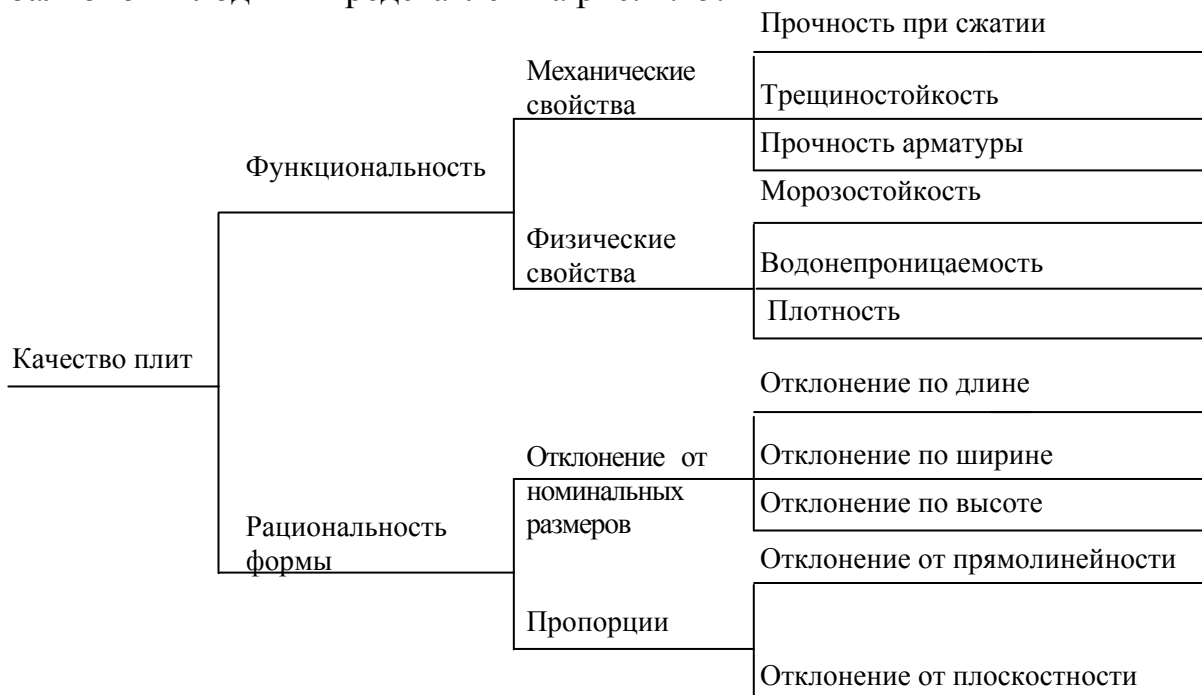 Прочность при сжатии
Механические
свойства
Трещиностойкость
Прочность арматуры
Функциональность
Морозостойкость
Физические
свойства
Водонепроницаемость
Плотность
Качество плит
Отклонение по длине
Отклонение от
номинальных
размеров
Отклонение по ширине
Отклонение по высоте
Рациональность
формы
Отклонение от прямолинейности
Пропорции
Отклонение от плоскостности